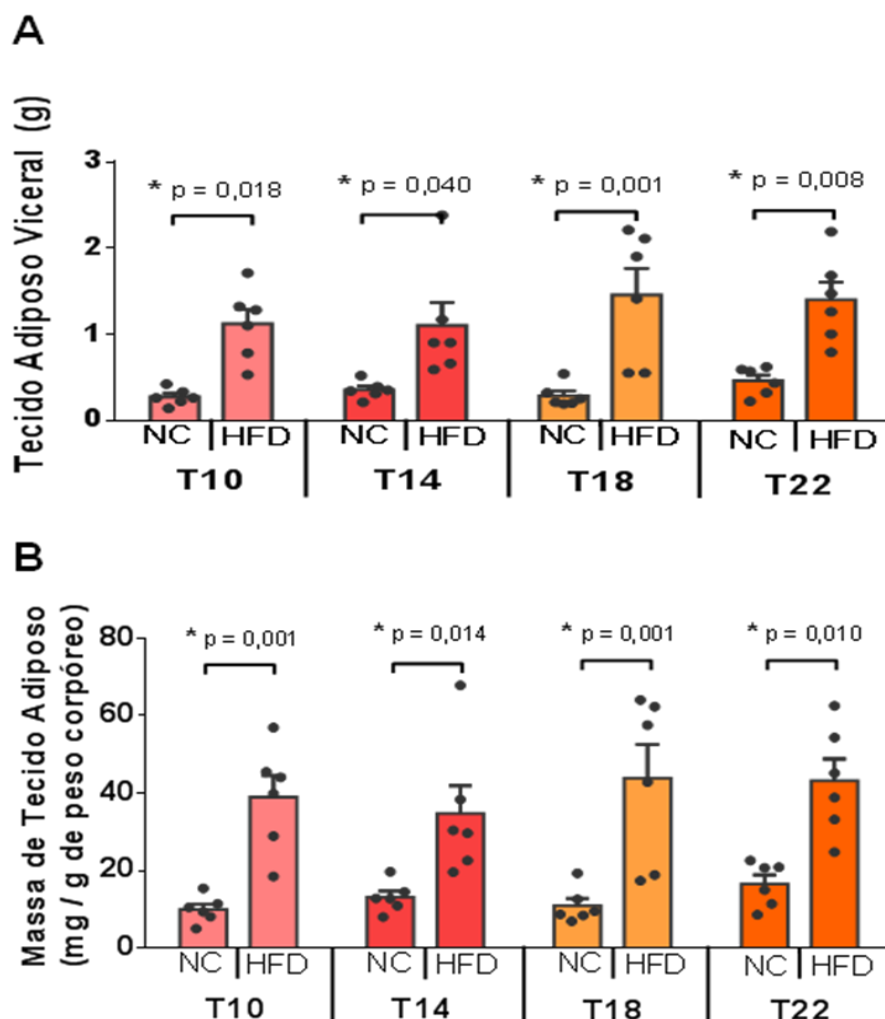 A
Tecido Adiposo Viceral (g)
3
2
1
0
* p = 0,018
* p = 0,040
* p = 0,001
* p = 0,008
NC HFD NC HFD NC HFD NC HFD
T10 T14 T18 T22
B
Massa de Tecido Adiposo
(mg / g de peso corpóreo)
80
60
40
20
0
* p = 0,001
* p = 0,014
* p = 0,001
* p = 0,010
NC HFD NC HFD NC HFD NC HFD
T10 T14 T18 T22